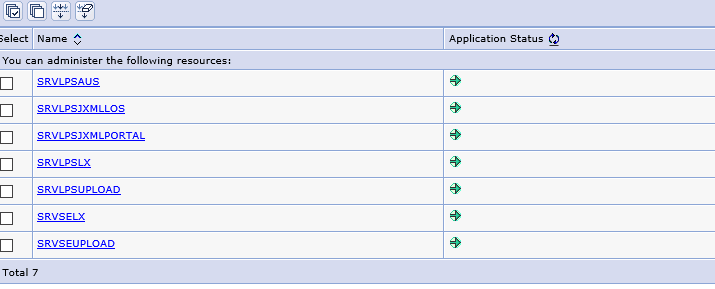 Select Name Application Status
You can administer the following resources:
SRVLPSAUS
SRVLPSJXMLLOS
SRVLPSJXMLPORTAL
SRVLPSLX
SRVLPSUPLOAD
SRVSELX
SRVSEUPLOAD
Total 7